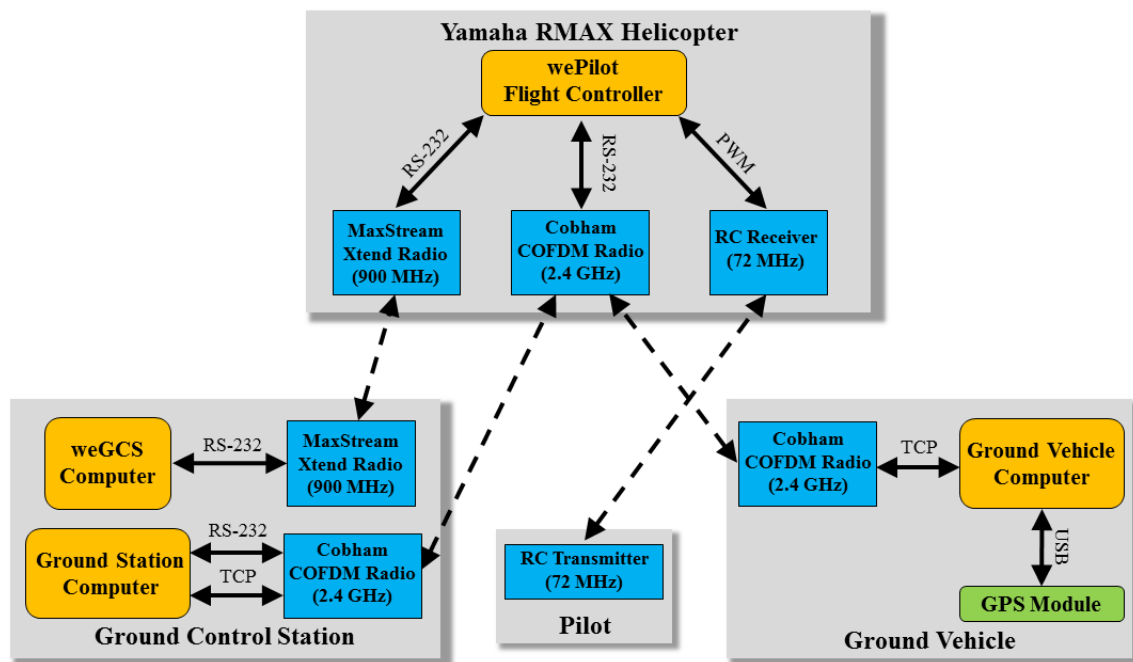 Yamaha RMAX Helicopter
wePilot
Flight Controller
RS-232
RS-232
PWM
MaxStream
Xtend Radio
(900 MHz)
Cobham
COFDM Radio
(2.4 GHz)
RC Receiver
(72 MHz)
weGCS
Computer
RS-232
MaxStream
Xtend Radio
(900 MHz)
Ground Station
Computer
RS-232
TCP
Cobham
COFDM Radio
(2.4 GHz)
Ground Control Station
RC Transmitter
(72 MHz)
Pilot
Cobham
COFDM Radio
(2.4 GHz)
TCP
Ground Vehicle
Computer
USB
GPS Module
Ground Vehicle